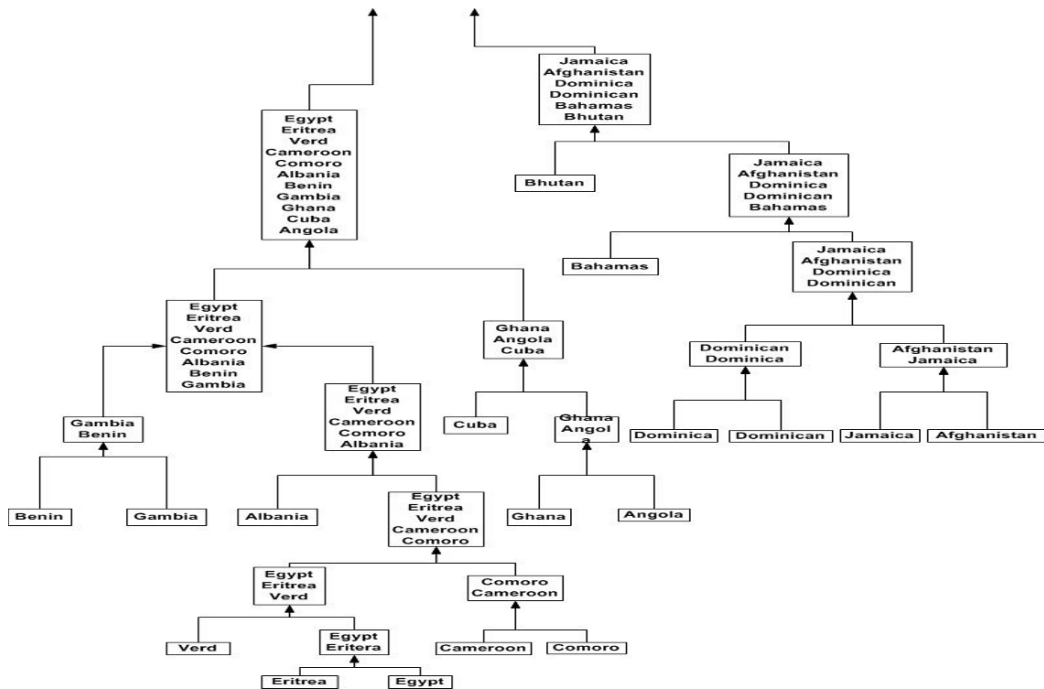 Jamaica
Afghanistan
Dominica
Dominican
Bahamas
Bhutan
Egypt
Eritrea
Verd
Cameroon
Comoro
Albania
Benin
Gambia
Ghana
Cuba
Angola
Bhutan
Jamaica
Afghanistan
Dominica
Dominican
Bahamas
Bahamas
Jamaica
Afghanistan
Dominica
Dominican
Egypt
Eritrea
Verd
Cameroon
Comoro
Albania
Benin
Gambia
Ghana
Angola
Cuba
Dominican
Dominica
Afghanistan
Jamaica
Gambia
Benin
Egypt
Eritrea
Verd
Cameroon
Comoro
Albania
Cuba
Ghana
Angol
a
Dominica
Dominican
Jamaica
Afghanistan
Benin
Gambia
Albania
Egypt
Eritrea
Verd
Cameroon
Comoro
Ghana
Angola
Egypt
Eritrea
Verd
Comoro
Cameroon
Verd
Egypt
Eritera
Cameroon
Comoro
Eritrea
Egypt